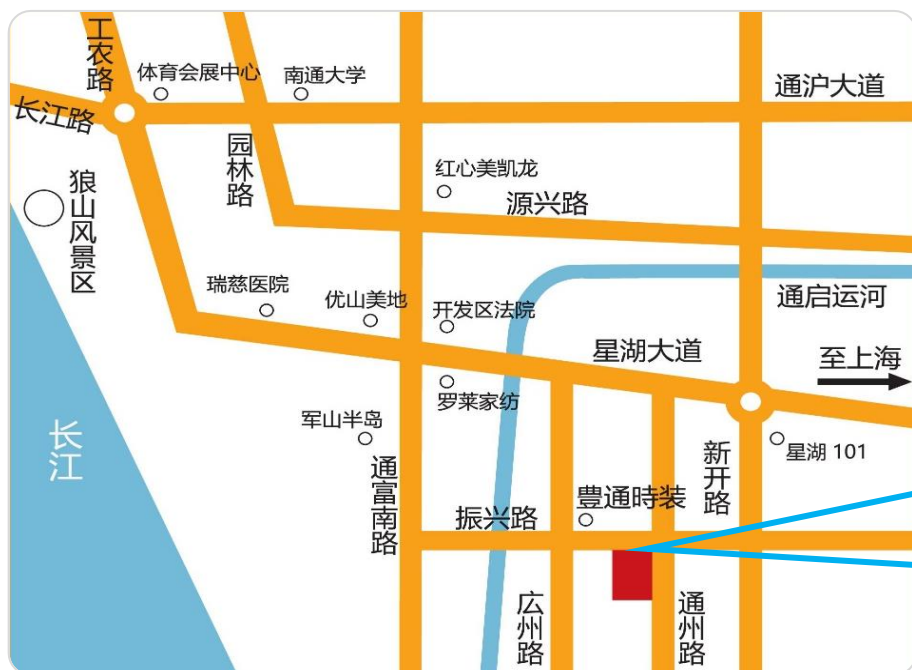 工农路
体育会展中心
南通大学
通沪大道
长江路
园林路
红心美凯龙
狼山风景区
源兴路
瑞慈医院
优山美地
开发区法院
通启运河
星湖大道
至上海
罗莱家纺
军山半岛
长江
通富南路
新开路
星湖 101
振兴路
豊通時装
広州路
通州路